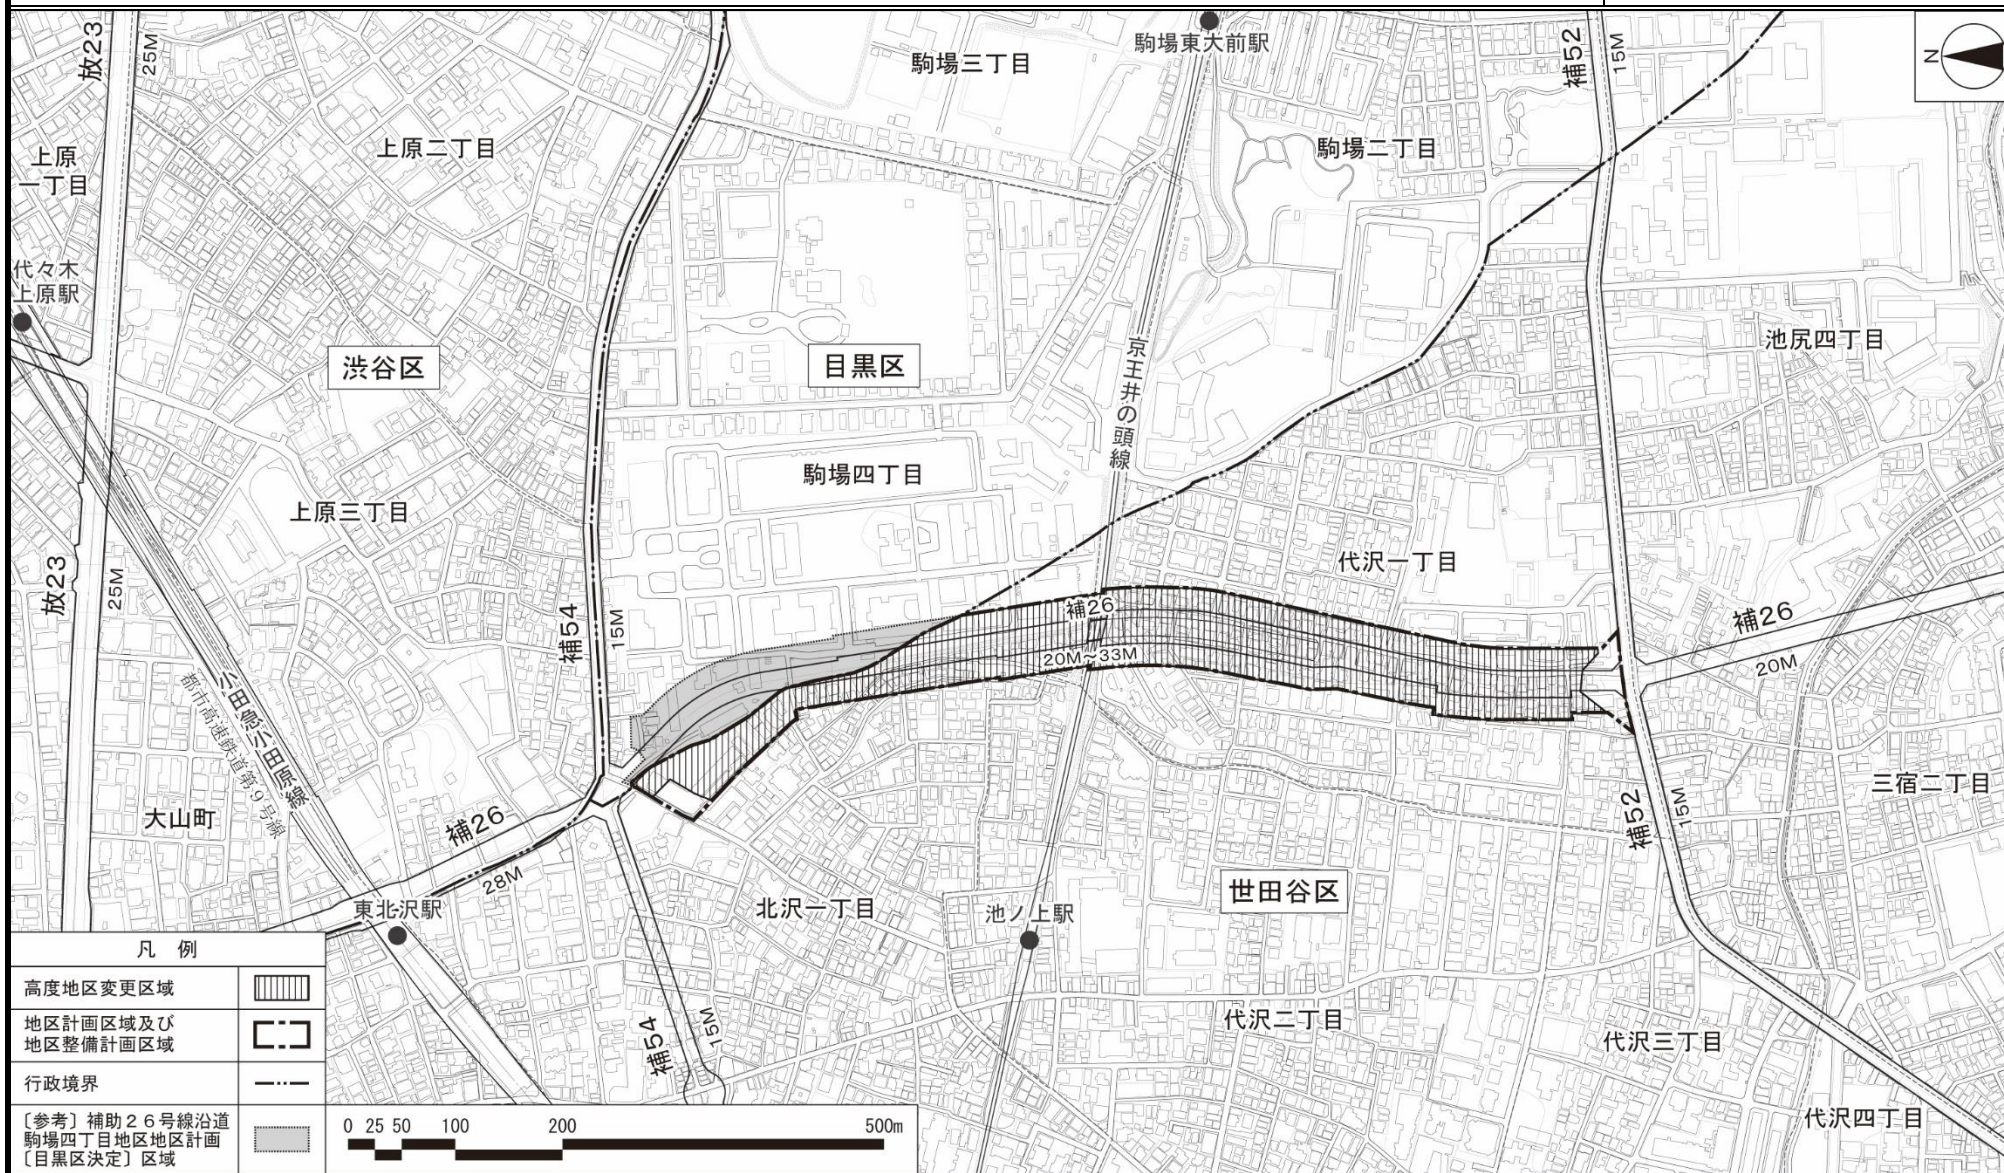 放23
25M
駒場東大前駅
駒場三丁目
補52
15M
N
上原
一丁目
上原二丁目
駒場二丁目
代々木
上原駅
渋谷区
目黒区
京王井の頭線
池尻四丁目
駒場四丁目
上原三丁目
代沢一丁目
放23
25M
補54
15M
補26
20M~33M
補26
20M
小田急小田原線
都市高速鉄道第9号線
大山町
補26
28M
三宿二丁目
補52
15M
東北沢駅
北沢一丁目
池ノ上駅
世田谷区
補54
15M
代沢二丁目
代沢三丁目
代沢四丁目
凡 例
高度地区変更区域
地区計画区域及び
地区整備計画区域
行政境界
〔参考〕補助26号線沿道
駒場四丁目地区地区計画
〔目黒区決定〕区域
0 25 50 100 200 500m